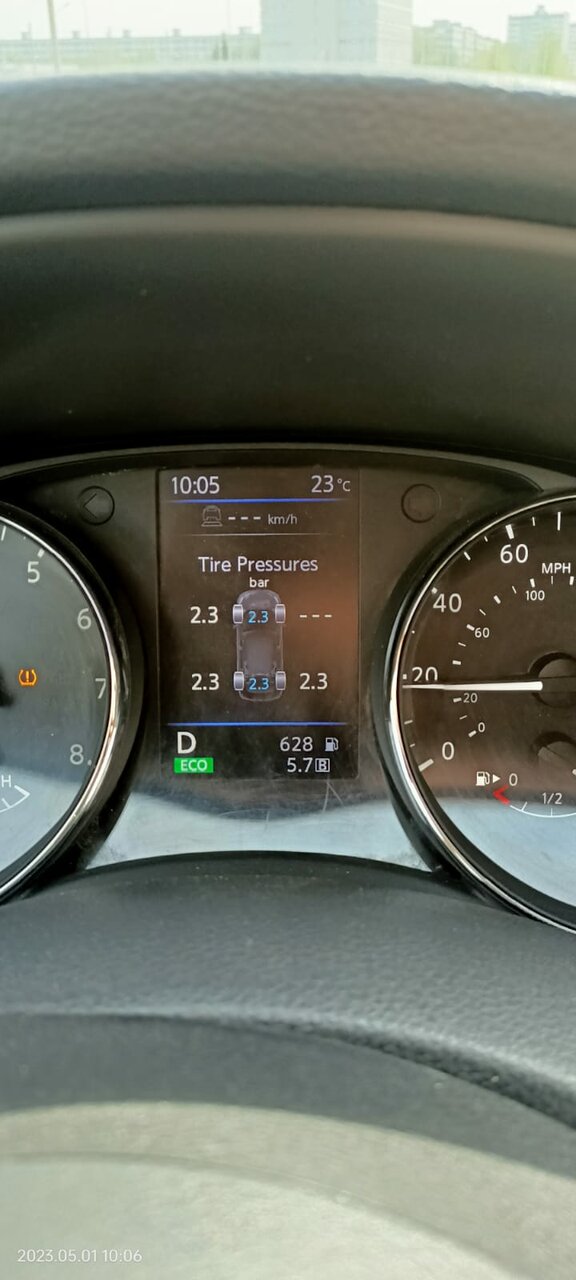 10:05 23°C
--- km/h
Tire Pressures
bar
2.3 2.3 ---
2.3 2.3 2.3
D 628
ECO 5.7 B
5
6
7
8
H
60
MPH
100
40
60
20
20
0
0
0
1/2
2023.05.01 10:06